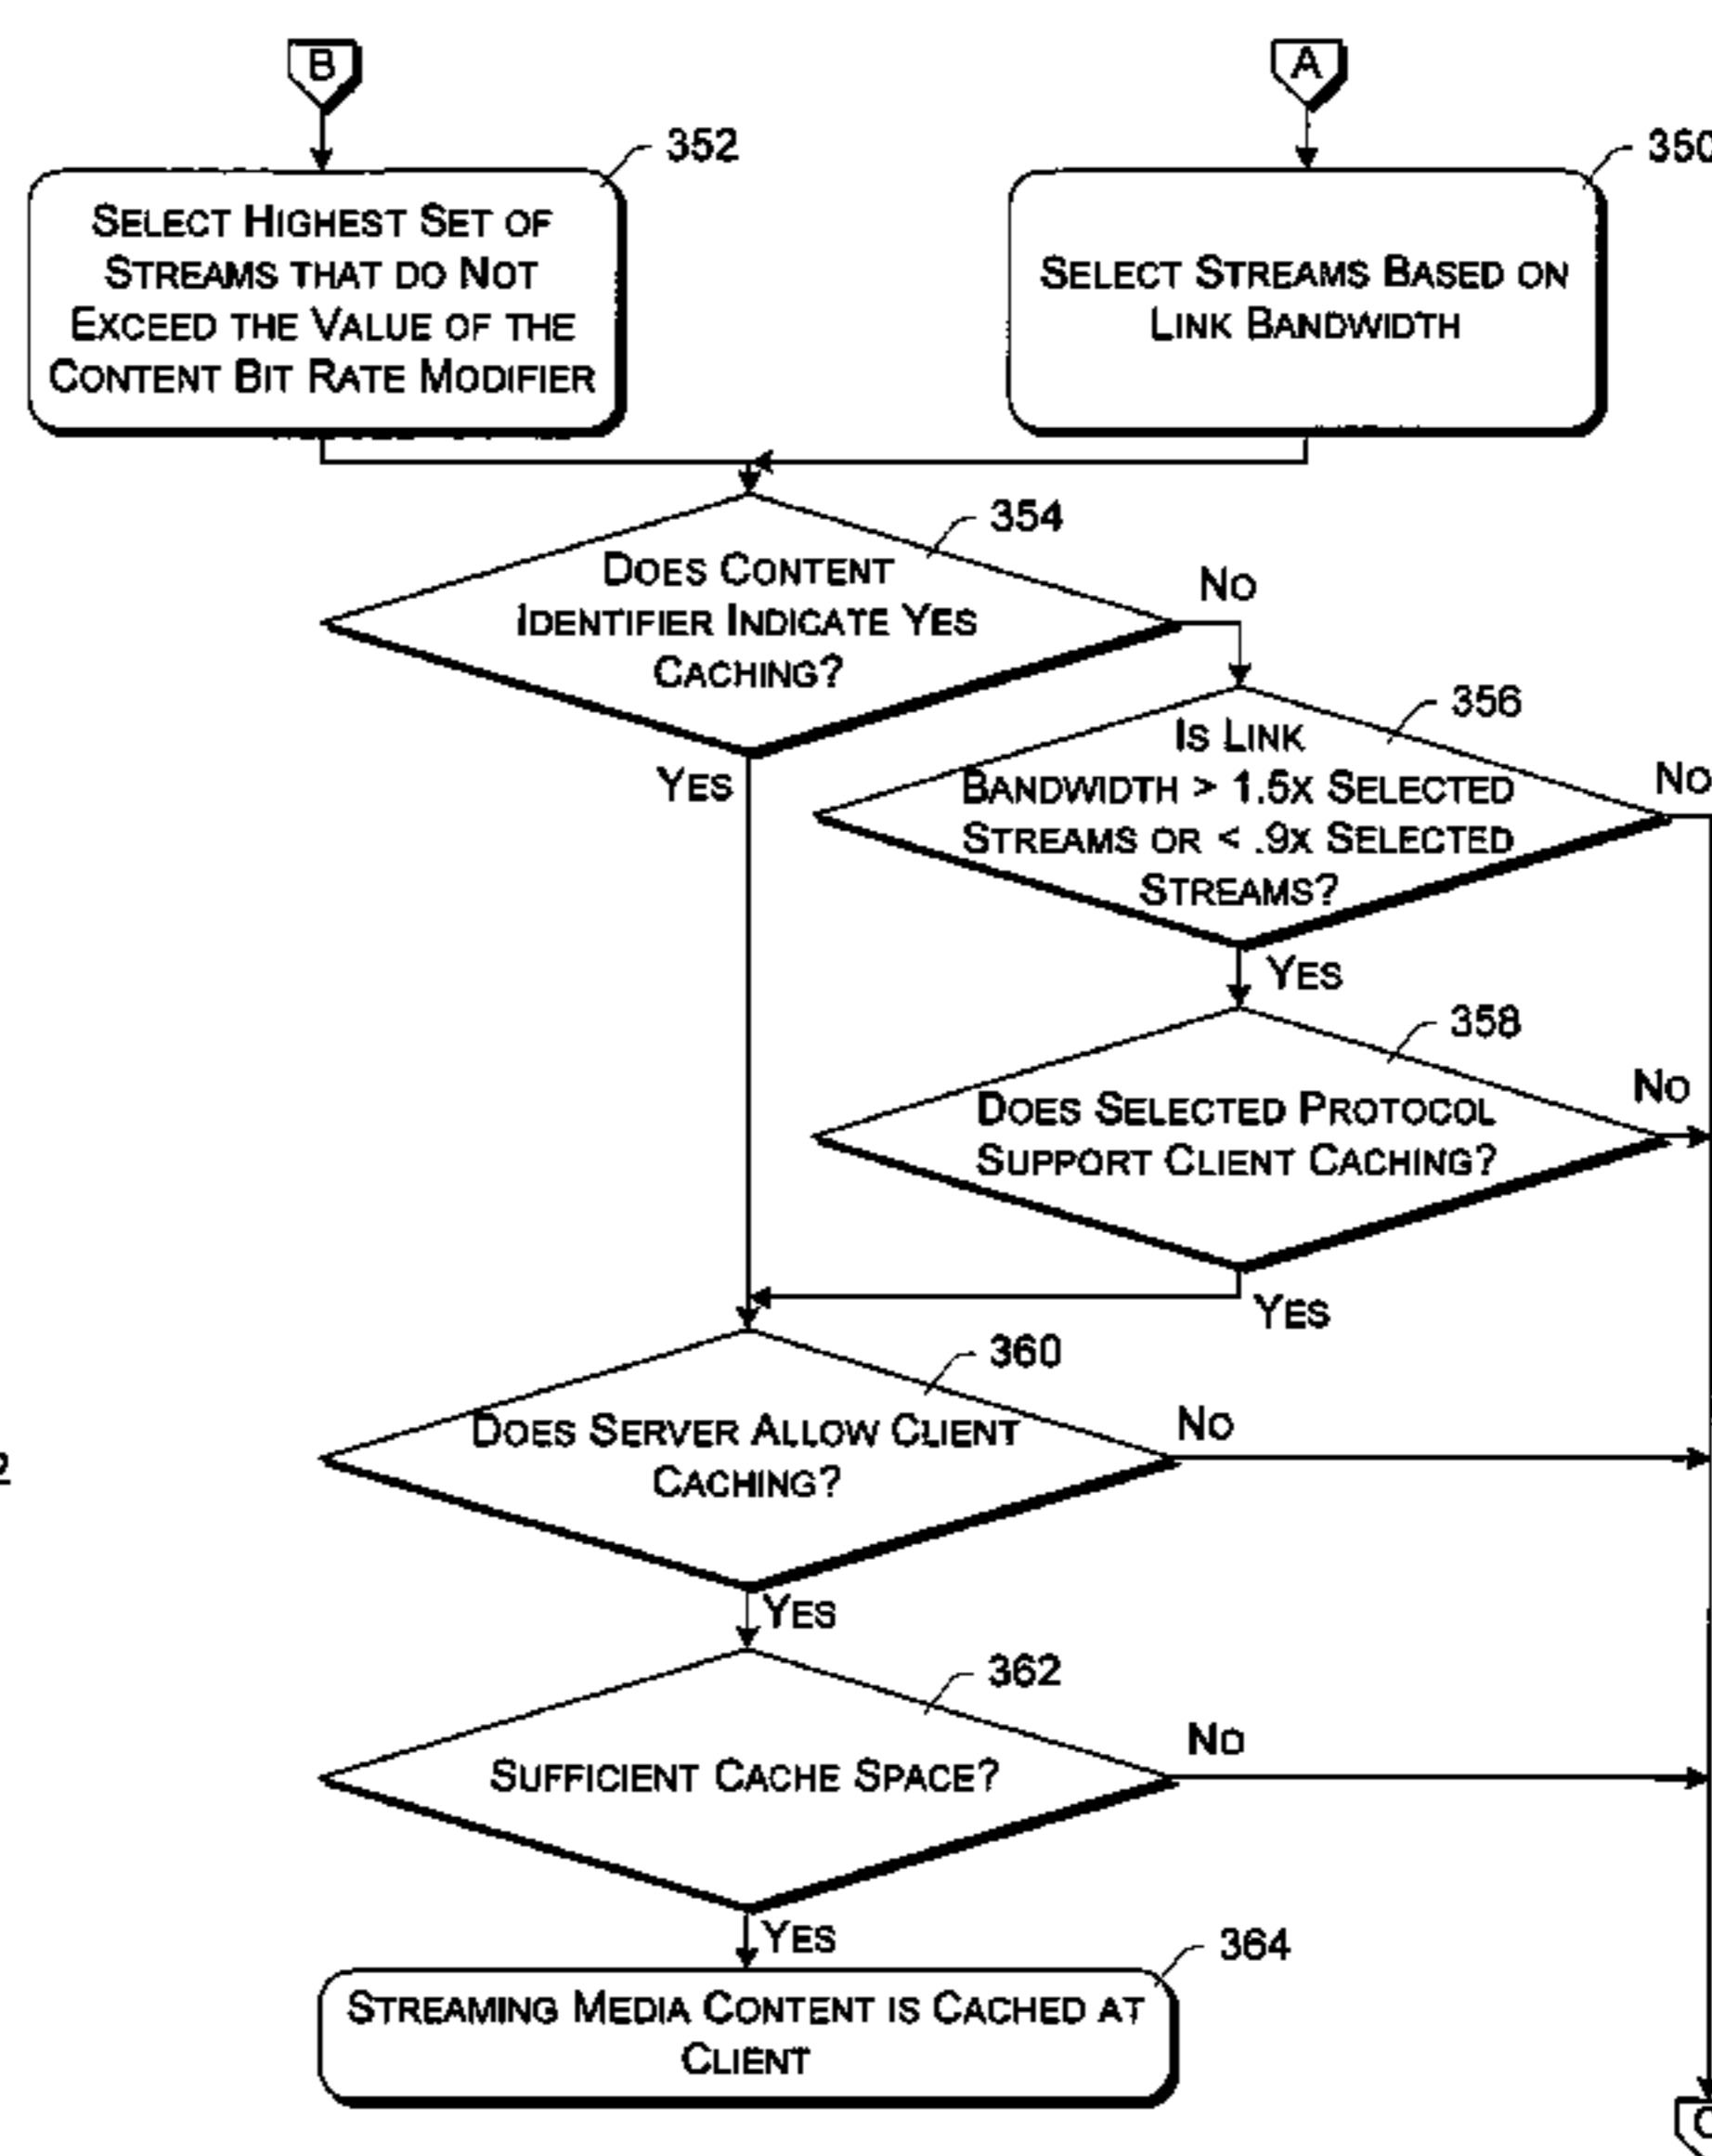 B
A
352
350
SELECT HIGHEST SET OF
STREAMS THAT DO NOT
EXCEED THE VALUE OF THE
CONTENT BIT RATE MODIFIER
SELECT STREAMS BASED ON
LINK BANDWIDTH
354
DOES CONTENT
IDENTIFIER INDICATE YES
CACHING?
NO
YES
356
IS LINK
BANDWIDTH > 1.5X SELECTED
STREAMS OR < .9X SELECTED
STREAMS?
NO
YES
358
DOES SELECTED PROTOCOL
SUPPORT CLIENT CACHING?
NO
YES
360
DOES SERVER ALLOW CLIENT
CACHING?
NO
2
YES
362
SUFFICIENT CACHE SPACE?
NO
YES
364
STREAMING MEDIA CONTENT IS CACHED AT
CLIENT